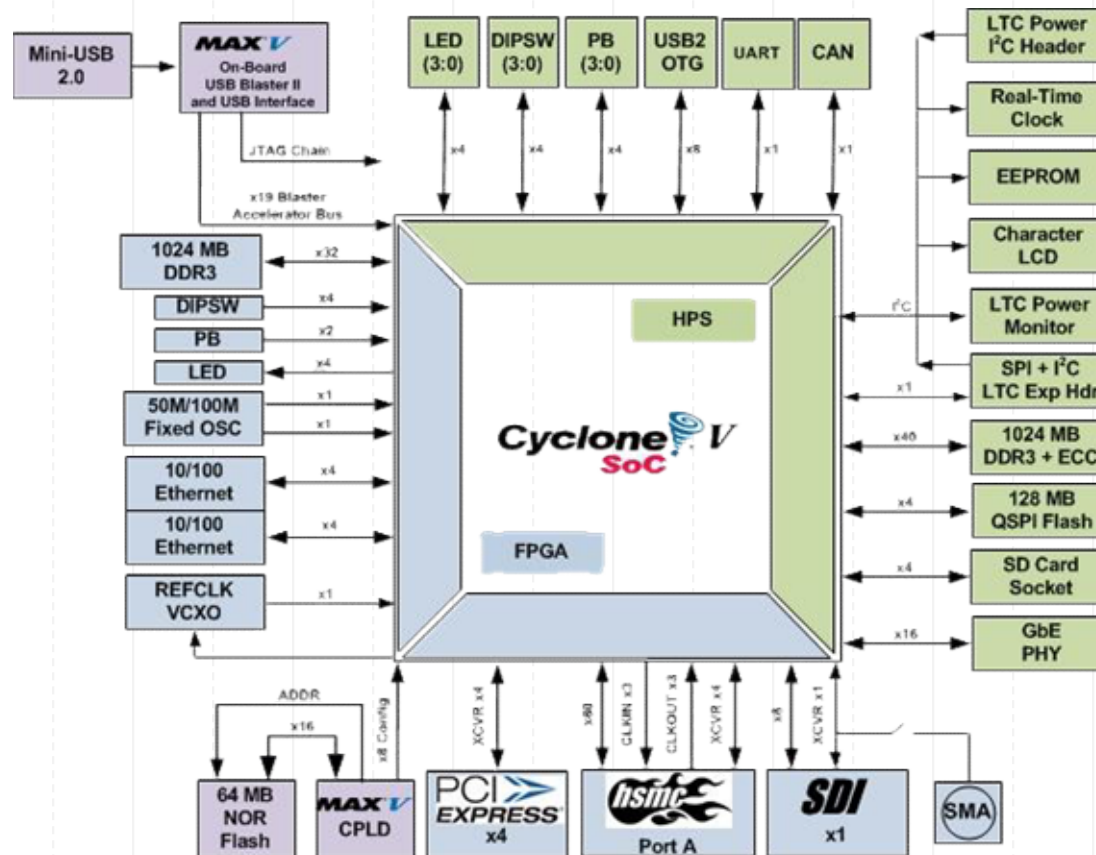 Mini-USB
2.0
MAX V
On-Board
USB Blaster II
and USB Interface
LED
(3:0)
DIPSW
(3:0)
PB
(3:0)
USB2
OTG
UART
CAN
LTC Power
I²C Header
Real-Time
Clock
EEPROM
Character
LCD
LTC Power
Monitor
SPI + I²C
LTC Exp Hdr
1024 MB
DDR3 + ECC
128 MB
QSPI Flash
SD Card
Socket
GbE
PHY
JTAG Chain
x19 Blaster
Accelerator Bus
x4
x4
x4
x8
x1
x1
1024 MB
DDR3
x32
DIPSW
x4
PB
x2
LED
x4
50M/100M
Fixed OSC
x1
x1
10/100
Ethernet
x4
10/100
Ethernet
x4
REFCLK
VCXO
x1
HPS
Cyclone V
SoC
FPGA
I²C
x1
x40
x4
x4
x16
ADDR
x16
x8 Config
XCVR x4
x80
CLKIN x3
CLKOUT x3
XCVR x4
x8
XCVR x1
64 MB
NOR
Flash
MAX V
CPLD
PCI
EXPRESS®
x4
hsmc
Port A
SDI
x1
SMA